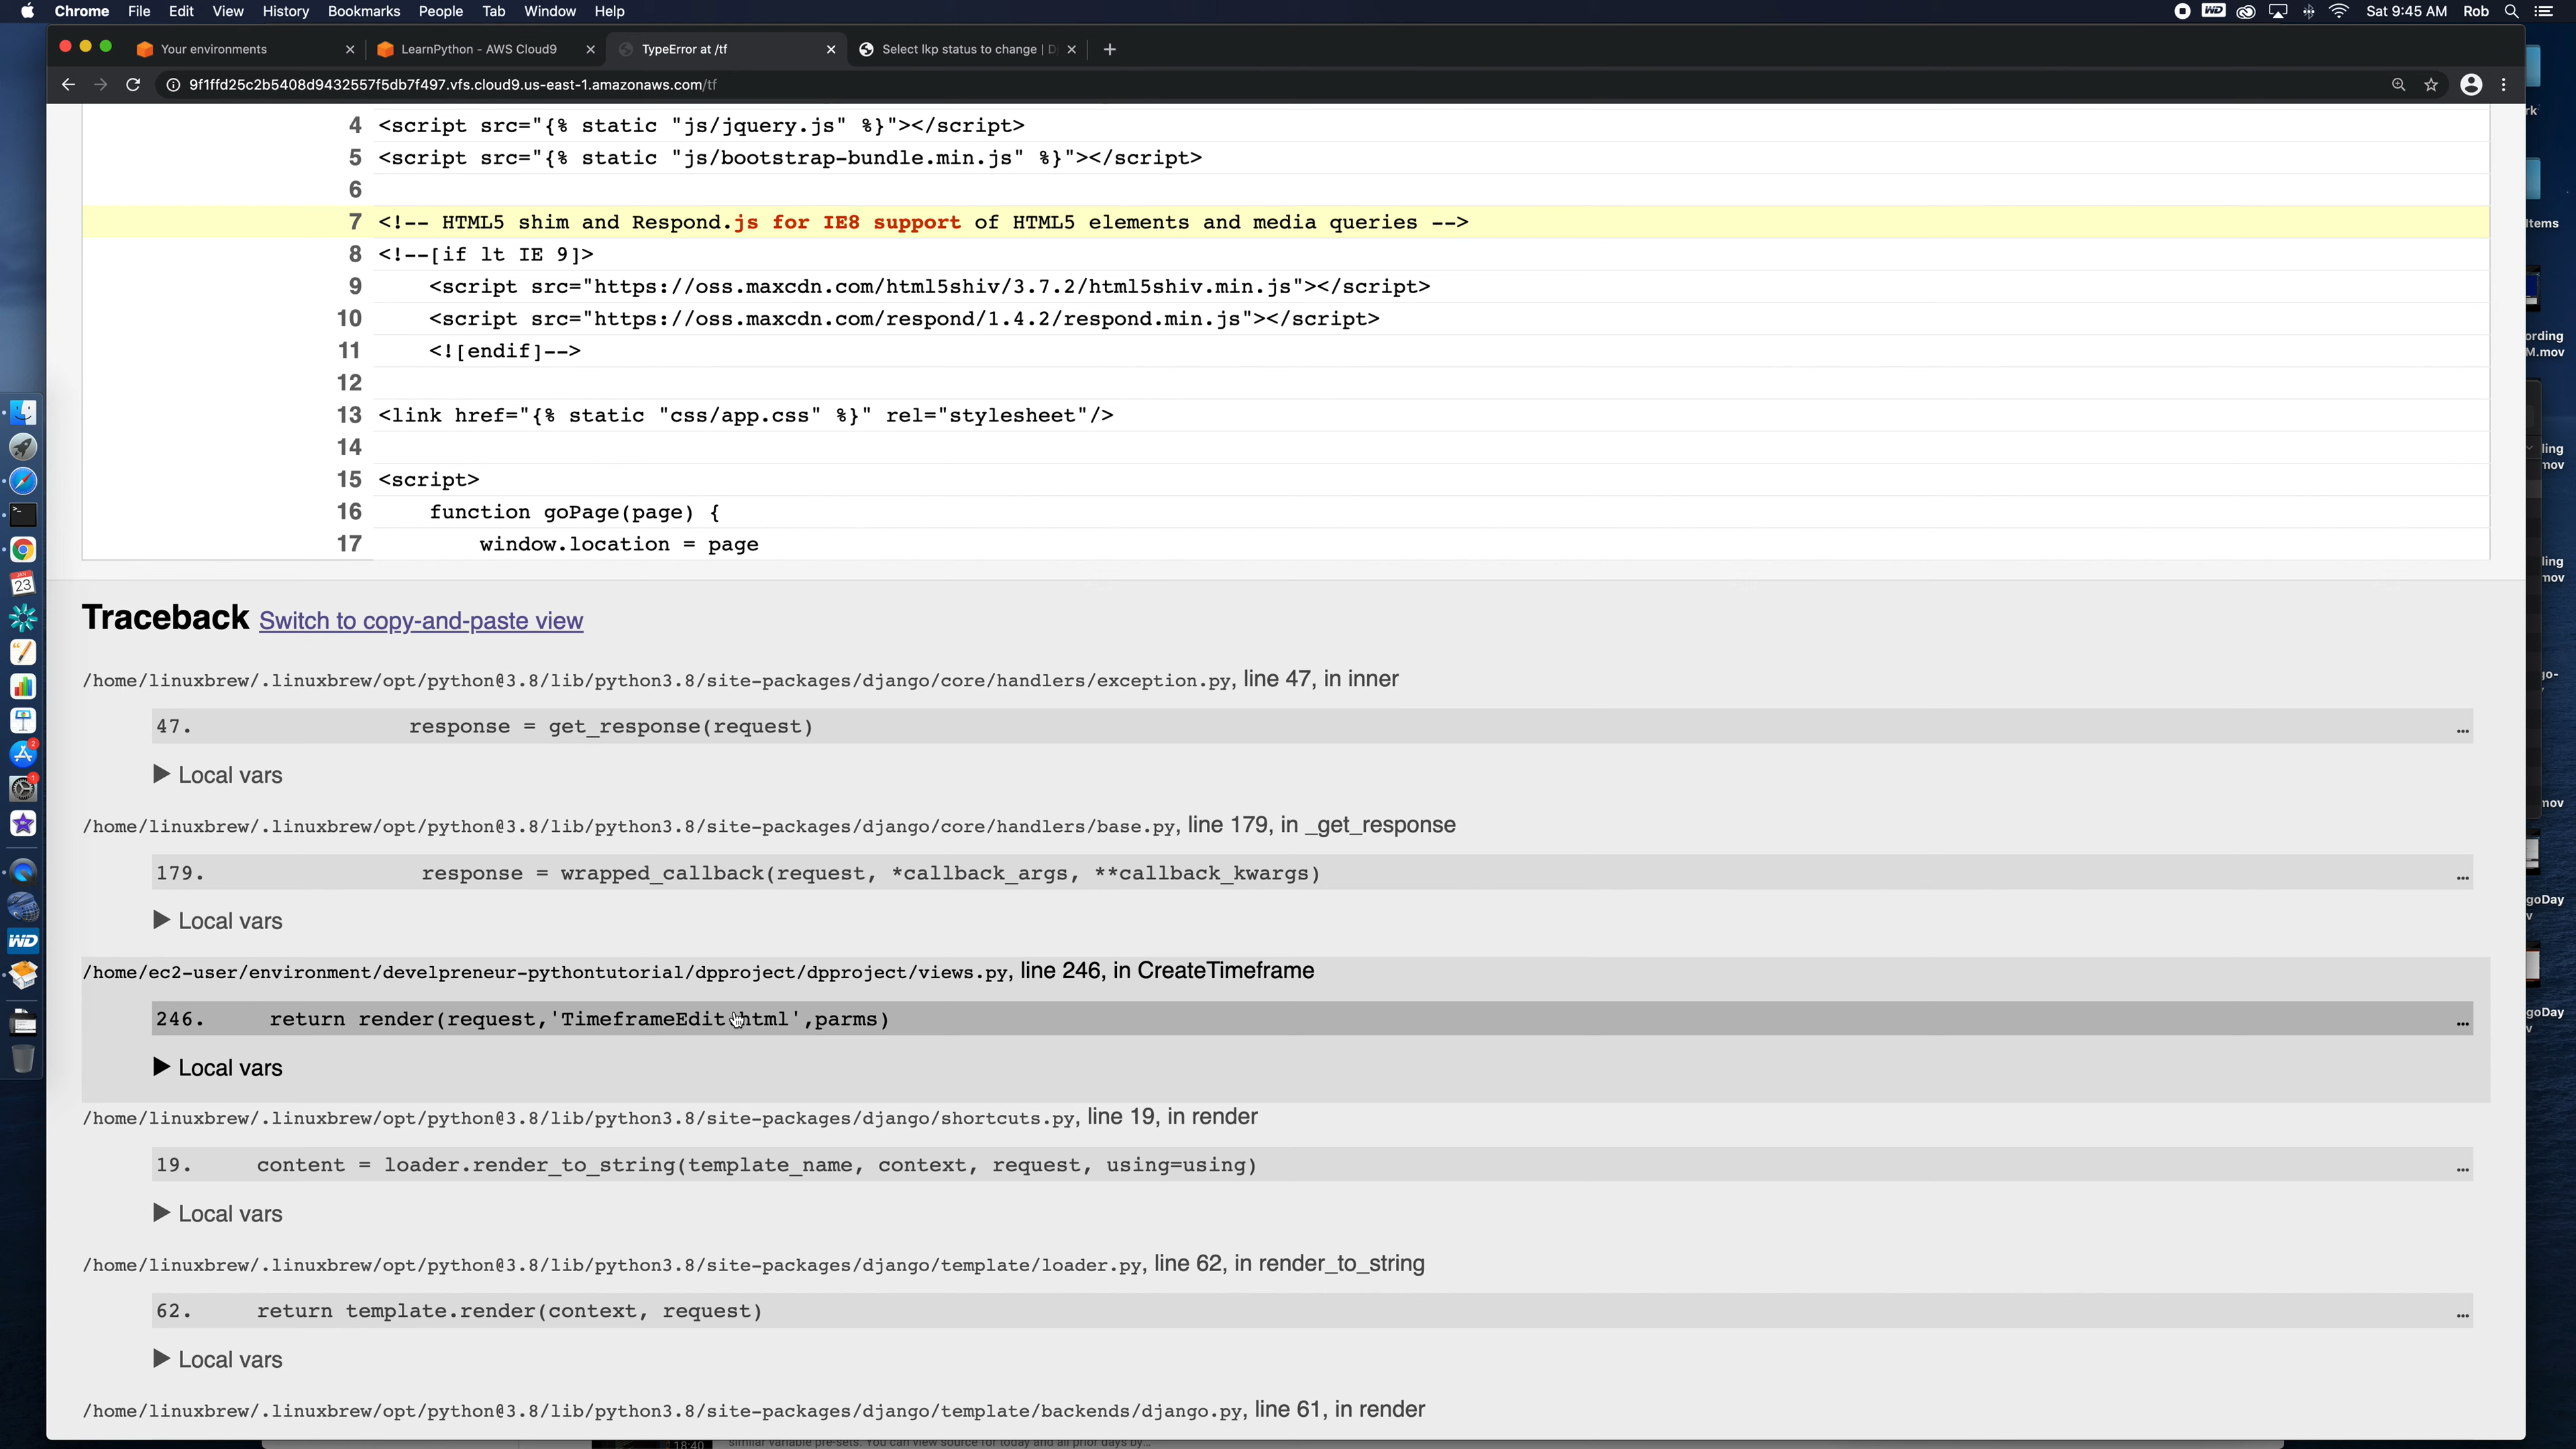 Chrome File Edit View History Bookmarks People Tab Window Help
WD
Sat 9:45 AM Rob
Your environments
LearnPython - AWS Cloud9
TypeError at /tf
Select lkp status to change | D
9f1ffd25c2b5408d9432557f5db7f497.vfs.cloud9.us-east-1.amazonaws.com/tf
4 <script src="{% static "js/jquery.js" %}"></script>
5 <script src="{% static "js/bootstrap-bundle.min.js" %}"></script>
6
7 <!-- HTML5 shim and Respond.js for IE8 support of HTML5 elements and media queries -->
8 <!--[if lt IE 9]>
9 <script src="https://oss.maxcdn.com/html5shiv/3.7.2/html5shiv.min.js"></script>
10 <script src="https://oss.maxcdn.com/respond/1.4.2/respond.min.js"></script>
11 <![endif]-->
12
13 <link href="{% static "css/app.css" %}" rel="stylesheet"/>
14
15 <script>
16 function goPage(page) {
17 window.location = page
Traceback Switch to copy-and-paste view
/home/linuxbrew/.linuxbrew/opt/python@3.8/lib/python3.8/site-packages/django/core/handlers/exception.py, line 47, in inner
47. response = get_response(request) …
▶ Local vars
/home/linuxbrew/.linuxbrew/opt/python@3.8/lib/python3.8/site-packages/django/core/handlers/base.py, line 179, in _get_response
179. response = wrapped_callback(request, *callback_args, **callback_kwargs) …
▶ Local vars
/home/ec2-user/environment/develpreneur-pythontutorial/dpproject/dpproject/views.py, line 246, in CreateTimeframe
246. return render(request,'TimeframeEdit.html',parms) …
▶ Local vars
/home/linuxbrew/.linuxbrew/opt/python@3.8/lib/python3.8/site-packages/django/shortcuts.py, line 19, in render
19. content = loader.render_to_string(template_name, context, request, using=using) …
▶ Local vars
/home/linuxbrew/.linuxbrew/opt/python@3.8/lib/python3.8/site-packages/django/template/loader.py, line 62, in render_to_string
62. return template.render(context, request) …
▶ Local vars
/home/linuxbrew/.linuxbrew/opt/python@3.8/lib/python3.8/site-packages/django/template/backends/django.py, line 61, in render
JAN
23
2
1
WD